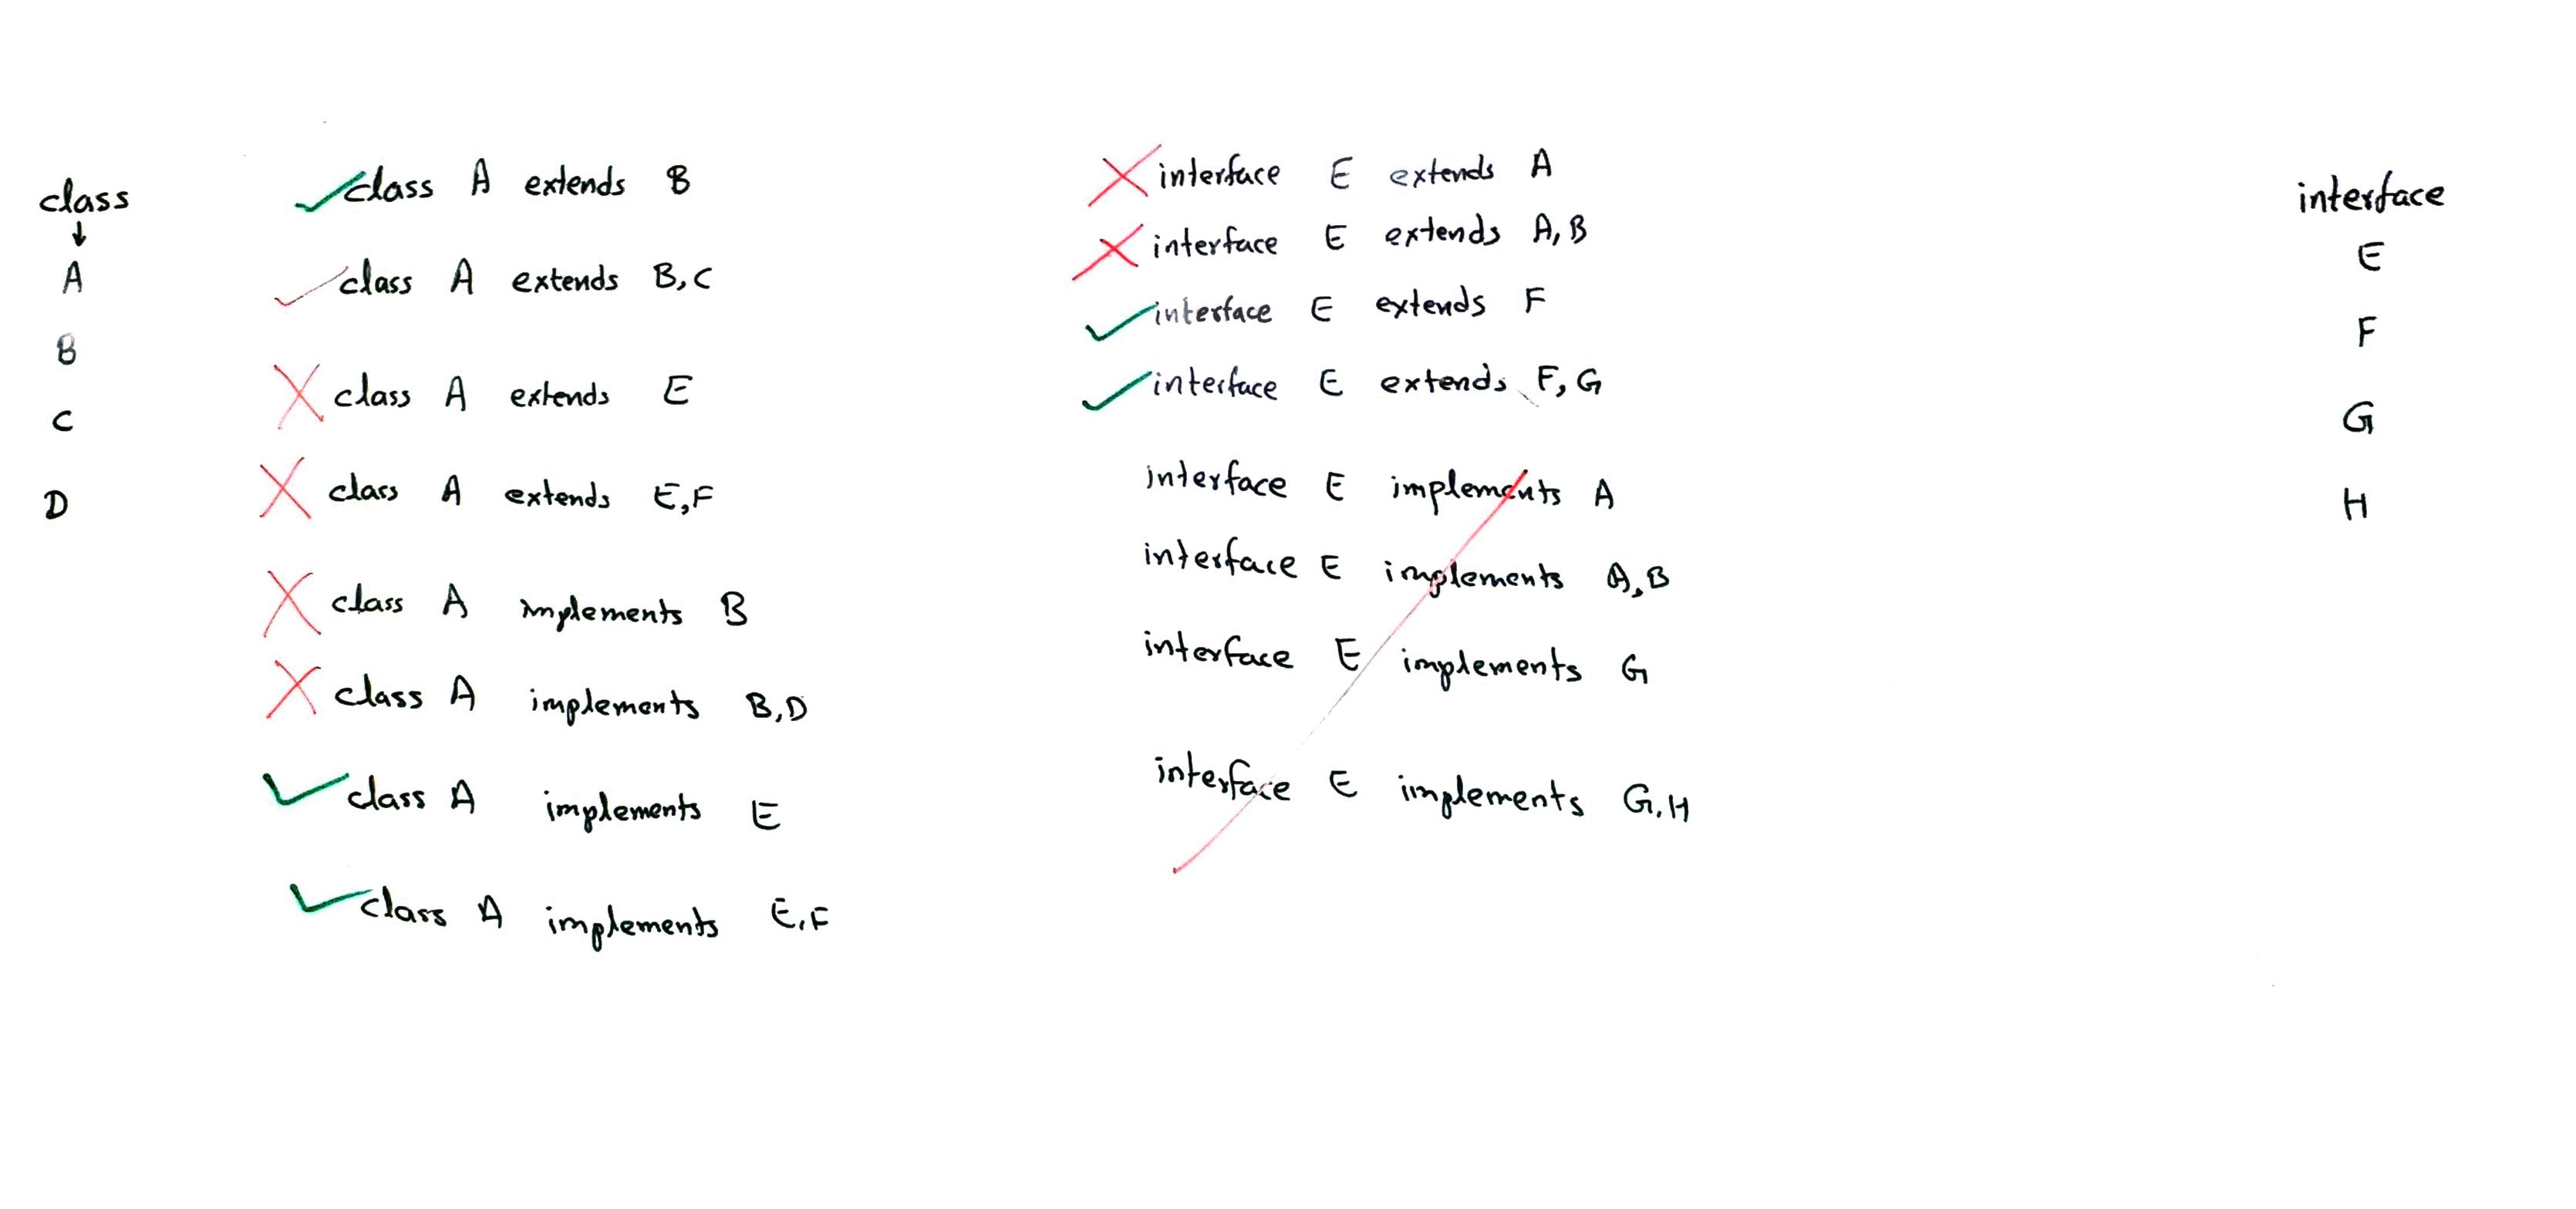 class
A
B
C
D
class A extends B
class A extends B,C
class A extends E
class A extends E,F
class A implements B
class A implements B,D
class A implements E
class A implements E,F
interface E extends A
interface E extends A,B
interface E extends F
interface E extends F,G
interface E implements A
interface E implements A,B
interface E implements G
interface E implements G,H
interface
E
F
G
H